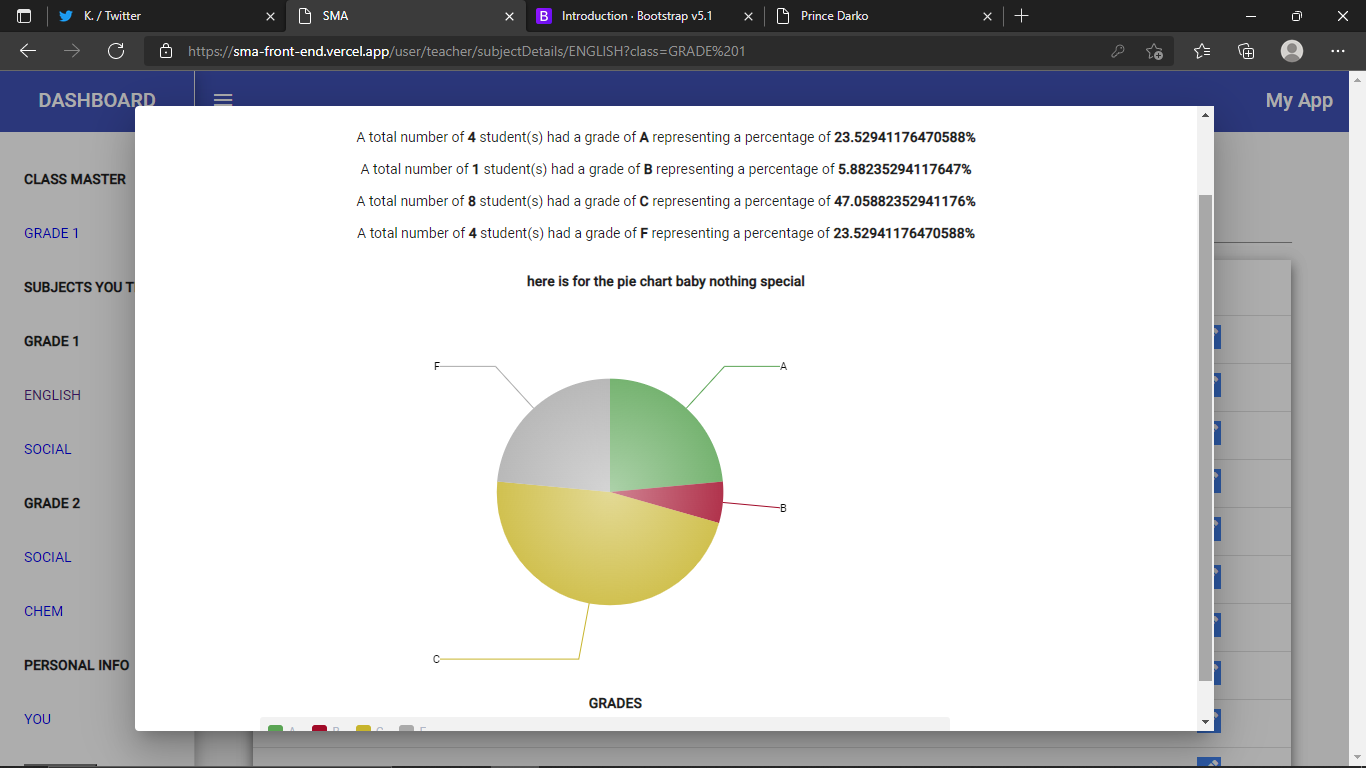 K. / Twitter
SMA
Introduction · Bootstrap v5.1
Prince Darko
https://sma-front-end.vercel.app/user/teacher/subjectDetails/ENGLISH?class=GRADE%201
DASHBOARD
My App
CLASS MASTER
GRADE 1
SUBJECTS YOU T
GRADE 1
ENGLISH
SOCIAL
GRADE 2
SOCIAL
CHEM
PERSONAL INFO
YOU
A total number of 4 student(s) had a grade of A representing a percentage of 23.52941176470588%
A total number of 1 student(s) had a grade of B representing a percentage of 5.88235294117647%
A total number of 8 student(s) had a grade of C representing a percentage of 47.05882352941176%
A total number of 4 student(s) had a grade of F representing a percentage of 23.52941176470588%
here is for the pie chart baby nothing special
F
A
B
C
GRADES
A B C F